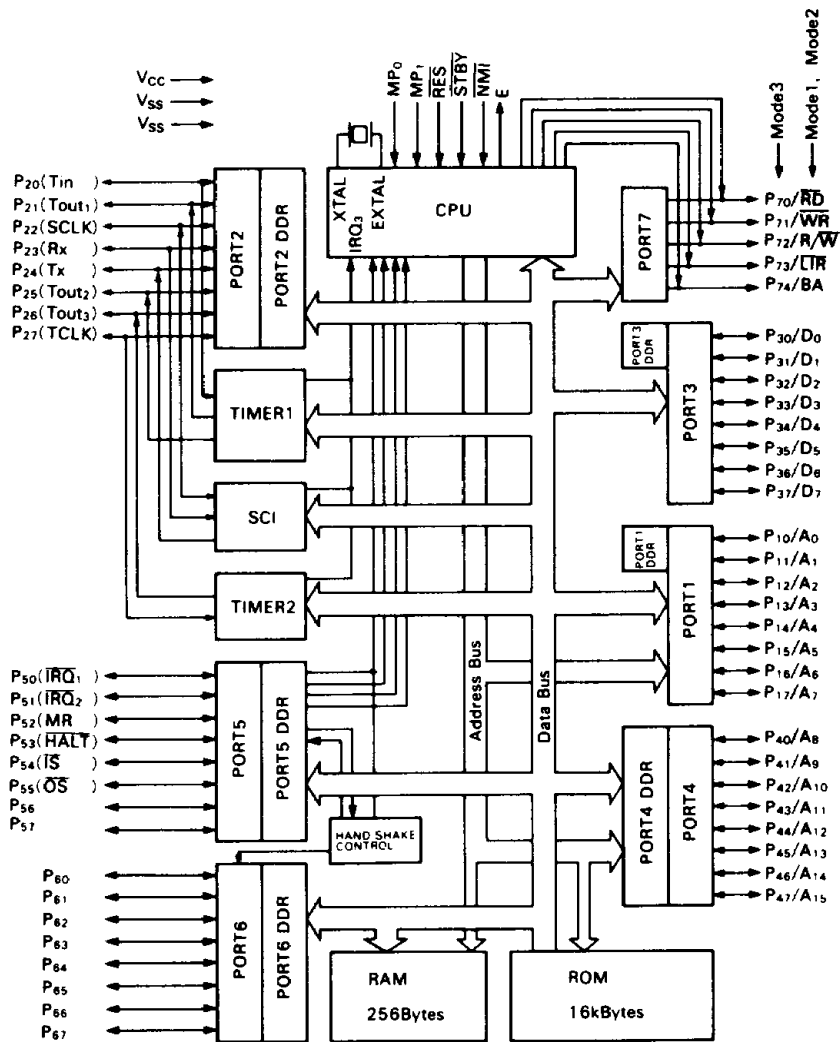 Mode1, Mode2
Mode3
VCC
VSS
VSS
MP0
MP1
RES
STBY
NMI
E
XTAL
EXTAL
IRQ3
CPU
P20(Tin )
P21(Tout1)
P22(SCLK)
P23(Rx )
P24(Tx )
P25(Tout2)
P26(Tout3)
P27(TCLK)
PORT2
PORT2 DDR
PORT7
P70/RD
P71/WR
P72/R/W
P73/LIR
P74/BA
PORT3 DDR
PORT3
P30/D0
P31/D1
P32/D2
P33/D3
P34/D4
P35/D5
P36/D6
P37/D7
TIMER1
SCI
TIMER2
PORT1 DDR
PORT1
P10/A0
P11/A1
P12/A2
P13/A3
P14/A4
P15/A5
P16/A6
P17/A7
Address Bus
Data Bus
P50(IRQ1)
P51(IRQ2)
P52(MR )
P53(HALT)
P54(IS )
P55(OS )
P56
P57
PORT5
PORT5 DDR
HAND SHAKE
CONTROL
PORT4 DDR
PORT4
P40/A8
P41/A9
P42/A10
P43/A11
P44/A12
P45/A13
P46/A14
P47/A15
P60
P61
P62
P63
P64
P65
P66
P67
PORT6
PORT6 DDR
RAM
256Bytes
ROM
16kBytes